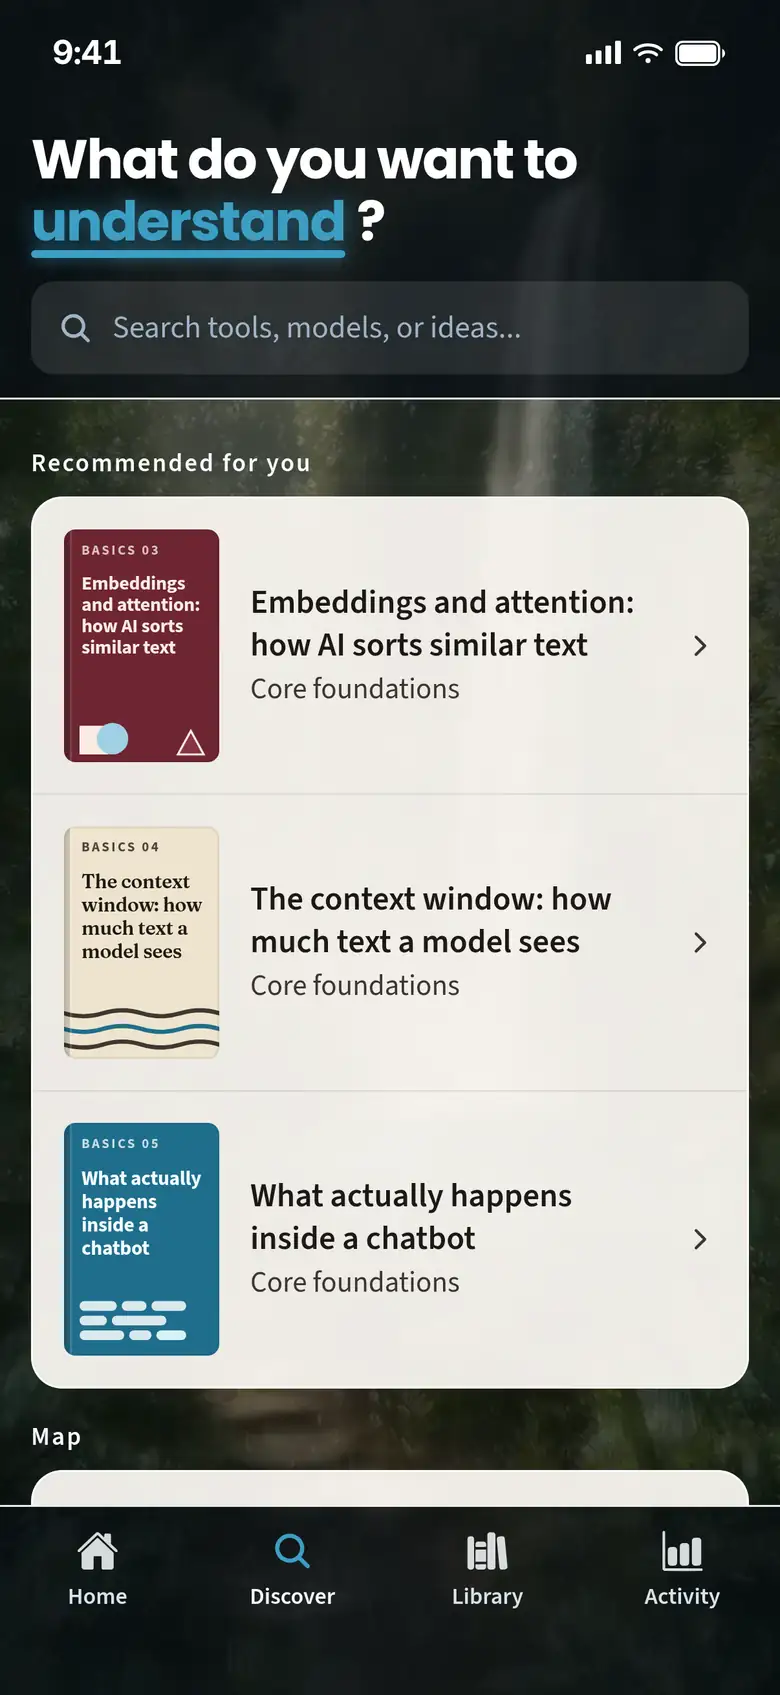 9:41
What do you want to
understand ?
Search tools, models, or ideas...
Recommended for you
BASICS 03
Embeddings
and attention:
how AI sorts
similar text
Embeddings and attention:
how AI sorts similar text
Core foundations
BASICS 04
The context
window: how
much text a
model sees
The context window: how
much text a model sees
Core foundations
BASICS 05
What actually
happens
inside a
chatbot
What actually happens
inside a chatbot
Core foundations
Map
Home
Discover
Library
Activity